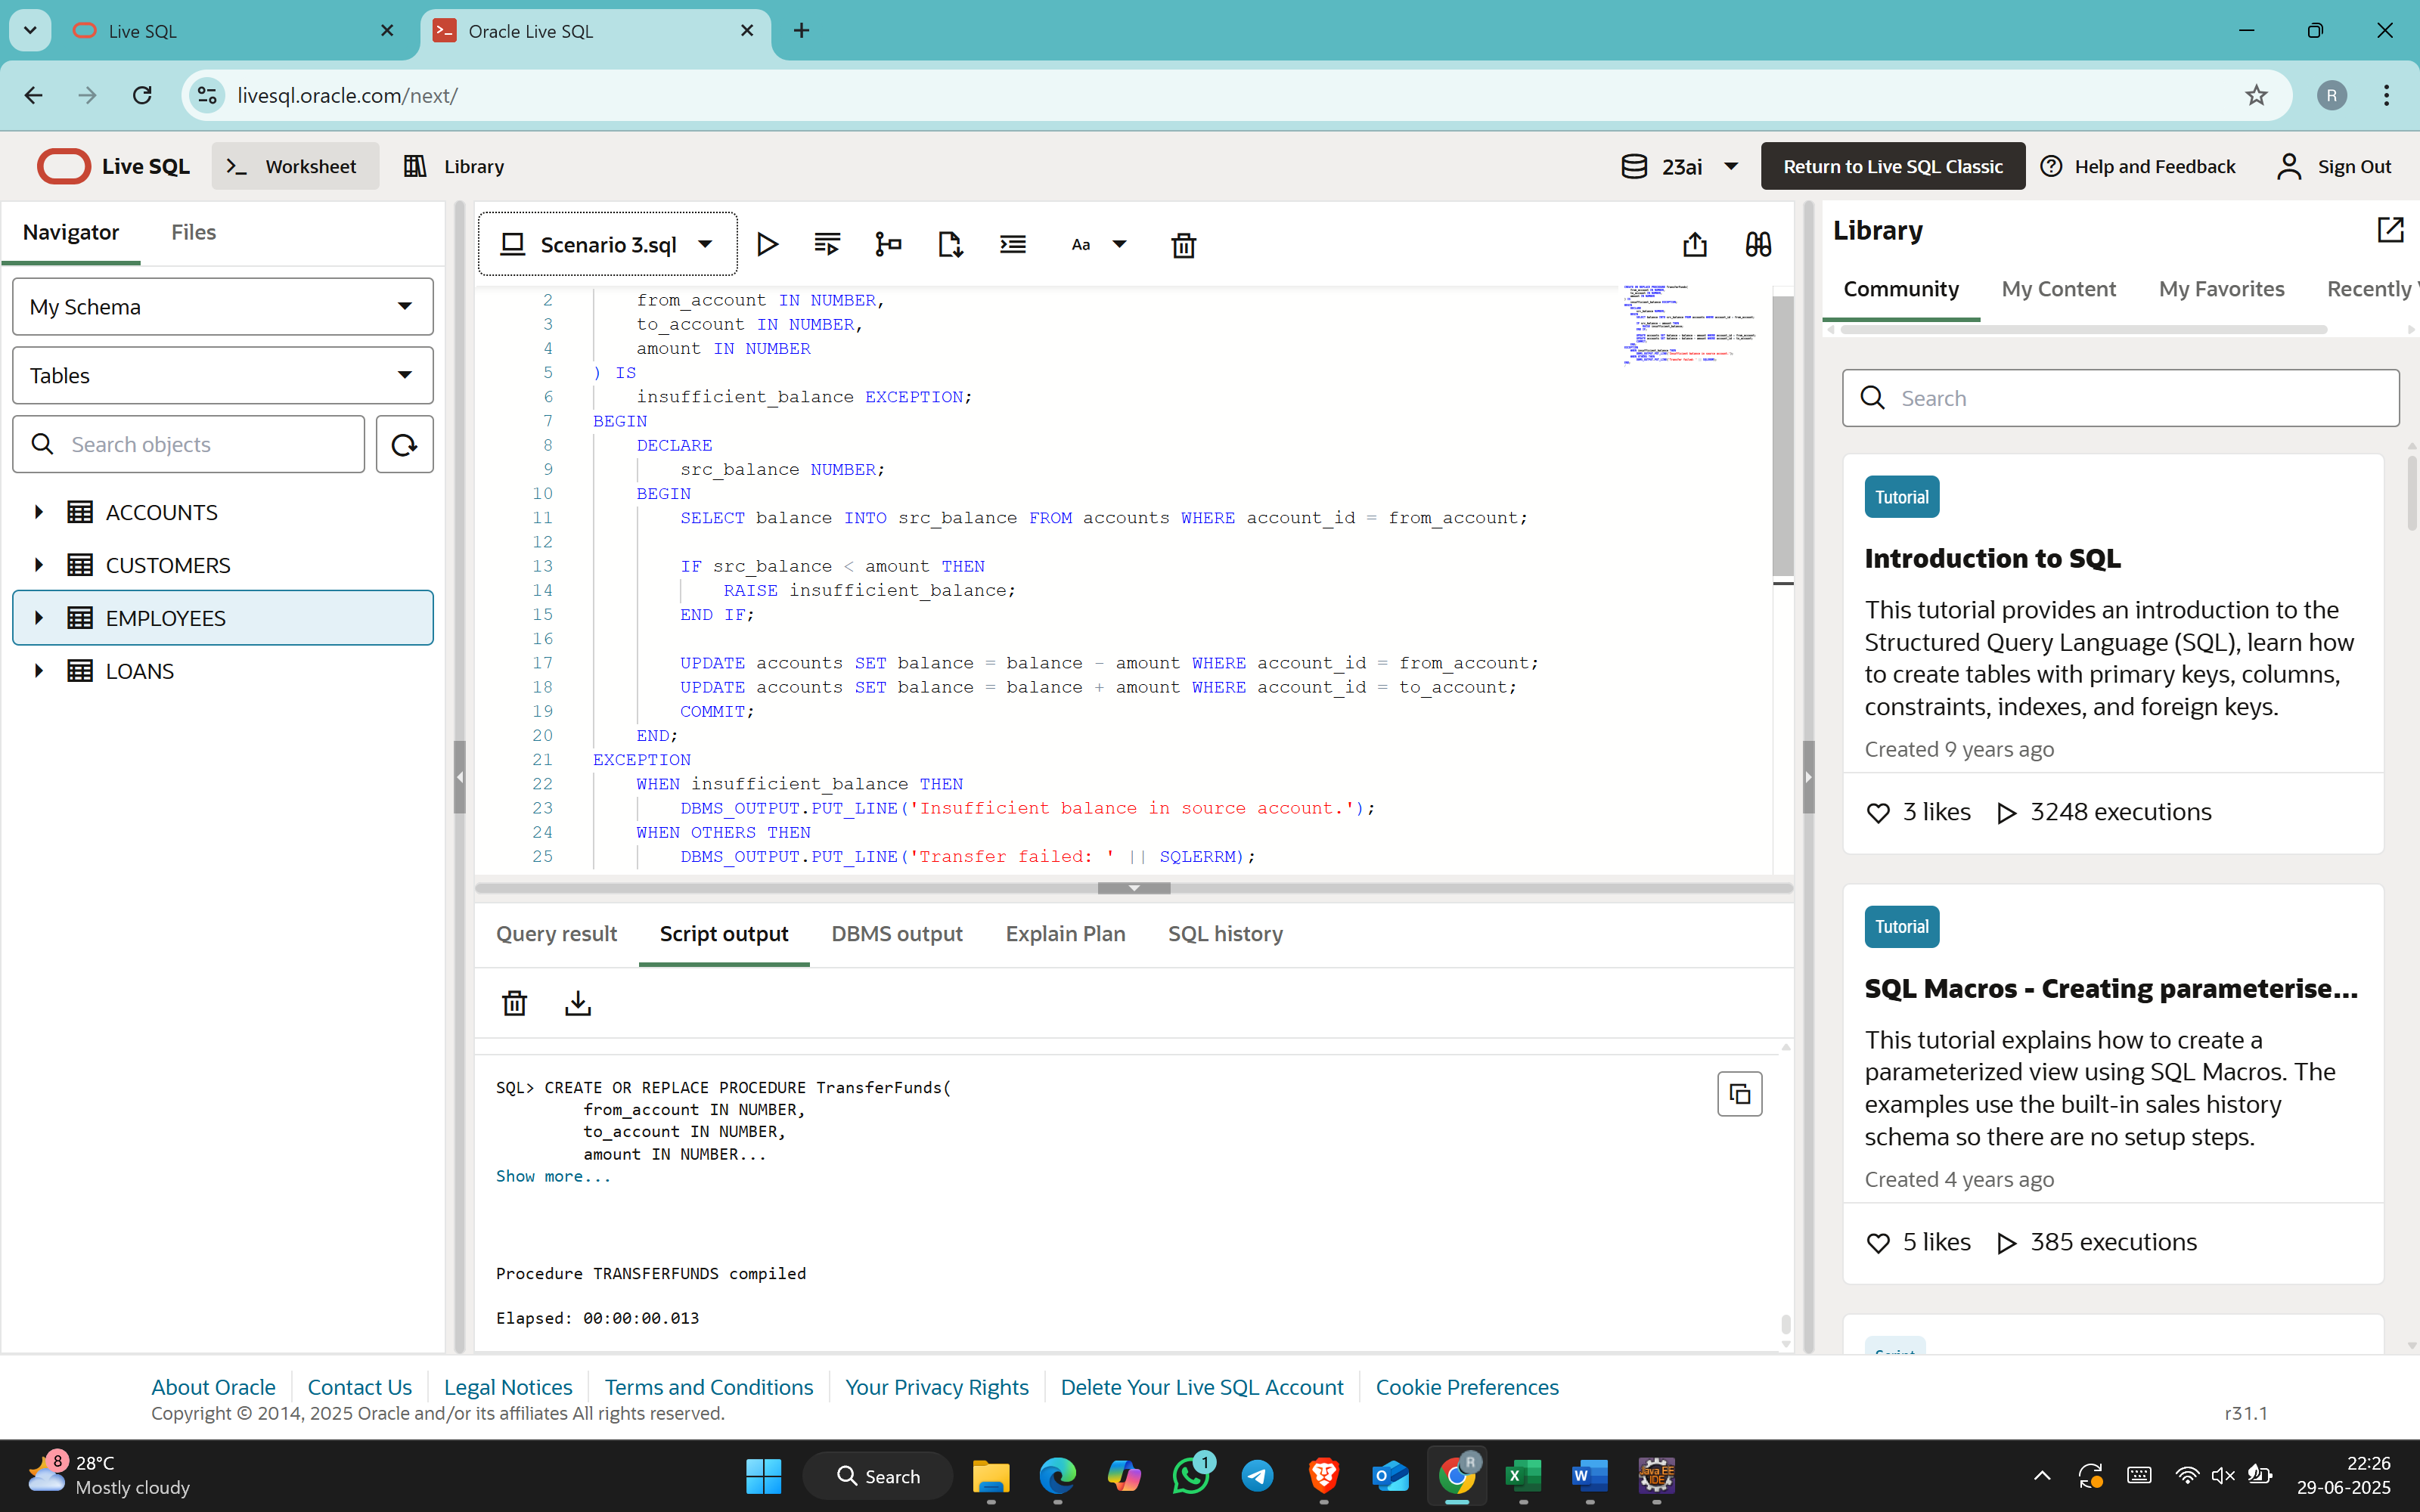 Live SQL
Oracle Live SQL
livesql.oracle.com/next/
R
Live SQL
Worksheet
Library
23ai
Return to Live SQL Classic
Help and Feedback
Sign Out
Navigator
Files
My Schema
Tables
Search objects
ACCOUNTS
CUSTOMERS
EMPLOYEES
LOANS
Scenario 3.sql
Aa
2 from_account IN NUMBER,
3 to_account IN NUMBER,
4 amount IN NUMBER
5 ) IS
6 insufficient_balance EXCEPTION;
7 BEGIN
8 DECLARE
9 src_balance NUMBER;
10 BEGIN
11 SELECT balance INTO src_balance FROM accounts WHERE account_id = from_account;
12
13 IF src_balance < amount THEN
14 RAISE insufficient_balance;
15 END IF;
16
17 UPDATE accounts SET balance = balance - amount WHERE account_id = from_account;
18 UPDATE accounts SET balance = balance + amount WHERE account_id = to_account;
19 COMMIT;
20 END;
21 EXCEPTION
22 WHEN insufficient_balance THEN
23 DBMS_OUTPUT.PUT_LINE('Insufficient balance in source account.');
24 WHEN OTHERS THEN
25 DBMS_OUTPUT.PUT_LINE('Transfer failed: ' || SQLERRM);
Query result
Script output
DBMS output
Explain Plan
SQL history
SQL> CREATE OR REPLACE PROCEDURE TransferFunds(
from_account IN NUMBER,
to_account IN NUMBER,
amount IN NUMBER...
Show more...
Procedure TRANSFERFUNDS compiled
Elapsed: 00:00:00.013
Library
Community
My Content
My Favorites
Recently
Search
Tutorial
Introduction to SQL
This tutorial provides an introduction to the
Structured Query Language (SQL), learn how
to create tables with primary keys, columns,
constraints, indexes, and foreign keys.
Created 9 years ago
3 likes
3248 executions
Tutorial
SQL Macros - Creating parameterise...
This tutorial explains how to create a
parameterized view using SQL Macros. The
examples use the built-in sales history
schema so there are no setup steps.
Created 4 years ago
5 likes
385 executions
About Oracle
Contact Us
Legal Notices
Terms and Conditions
Your Privacy Rights
Delete Your Live SQL Account
Cookie Preferences
Copyright © 2014, 2025 Oracle and/or its affiliates All rights reserved.
r31.1
8
28°C
Mostly cloudy
Search
1
R
Java EE
IDE
22:26
29-06-2025